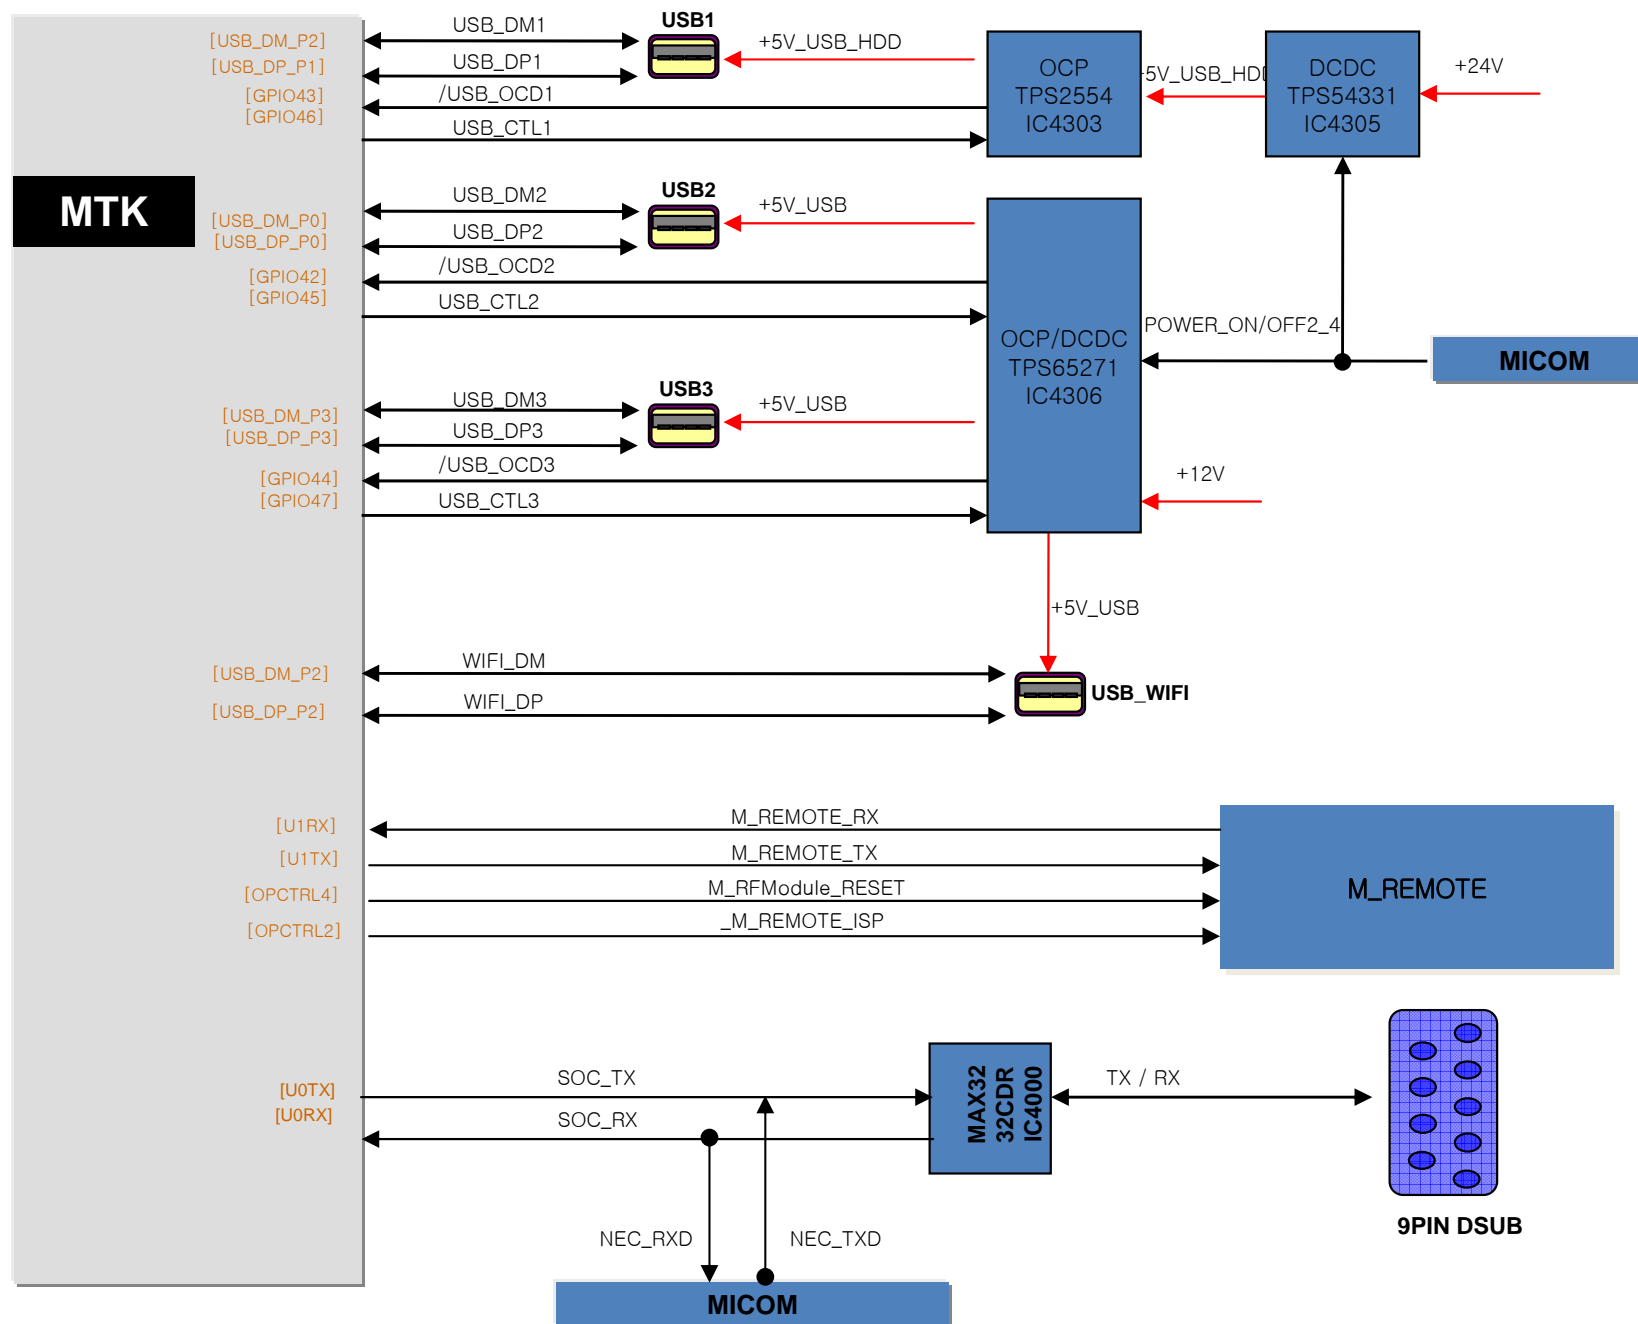 USB1
USB_DM1
[USB_DM_P2]
+5V_USB_HDD
USB_DP1
[USB_DP_P1]
OCP
TPS2554
IC4303
5V_USB_HD
DCDC
TPS54331
IC4305
+24V
/USB_OCD1
[GPIO43]
[GPIO46]
USB_CTL1
MTK
USB2
USB_DM2
+5V_USB
[USB_DM_P0]
USB_DP2
[USB_DP_P0]
/USB_OCD2
[GPIO42]
[GPIO45]
USB_CTL2
OCP/DCDC
TPS65271
IC4306
POWER_ON/OFF2_4
MICOM
USB3
USB_DM3
+5V_USB
[USB_DM_P3]
USB_DP3
[USB_DP_P3]
/USB_OCD3
[GPIO44]
[GPIO47]
USB_CTL3
+12V
+5V_USB
WIFI_DM
[USB_DM_P2]
WIFI_DP
[USB_DP_P2]
USB_WIFI
M_REMOTE_RX
[U1RX]
M_REMOTE_TX
[U1TX]
M_RFModule_RESET
[OPCTRL4]
_M_REMOTE_ISP
[OPCTRL2]
M_REMOTE
SOC_TX
[U0TX]
SOC_RX
[U0RX]
MAX32
32CDR
IC4000
TX / RX
9PIN DSUB
NEC_RXD
NEC_TXD
MICOM